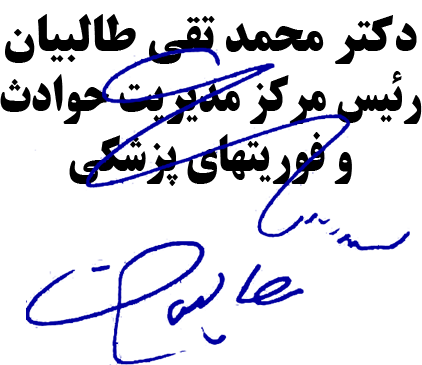 دکتر محمد تقی طالبیان
رئیس مرکز مدیریت حوادث
و فوریتهای پزشکی